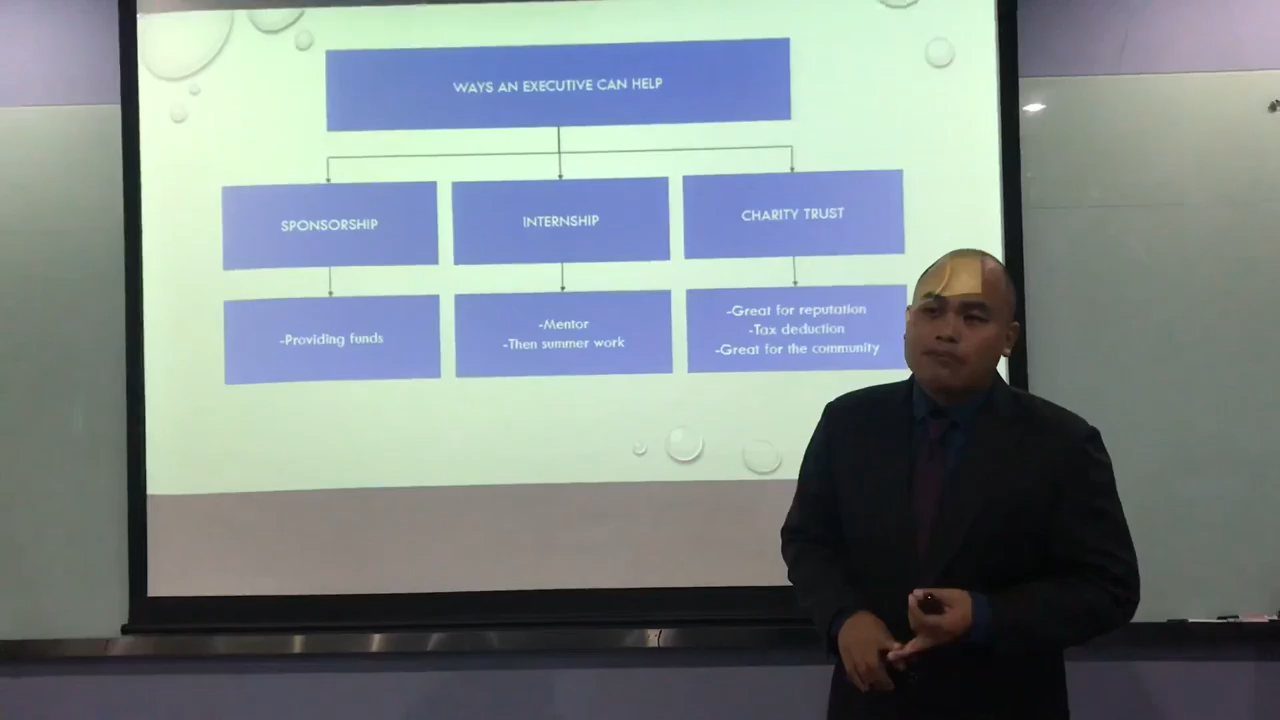 WAYS AN EXECUTIVE CAN HELP
SPONSORSHIP
INTERNSHIP
CHARITY TRUST
-Providing funds
-Mentor
-Then summer work
-Great for reputation
-Tax deduction
-Great for the community